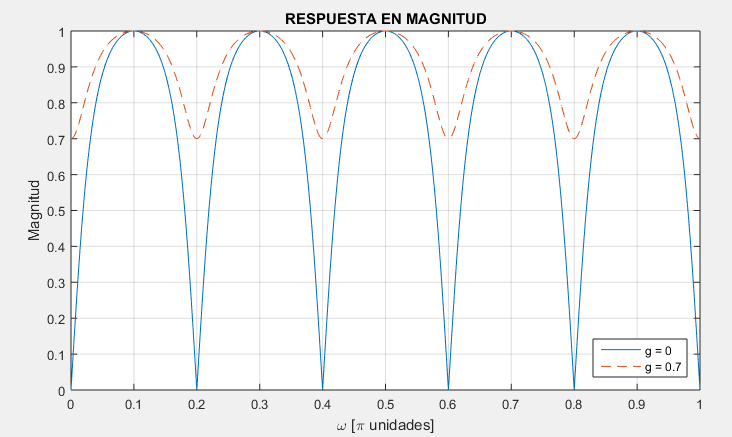 RESPUESTA EN MAGNITUD
Magnitud
1
0.9
0.8
0.7
0.6
0.5
0.4
0.3
0.2
0.1
0
0 0.1 0.2 0.3 0.4 0.5 0.6 0.7 0.8 0.9 1
ω [π unidades]
g = 0
g = 0.7